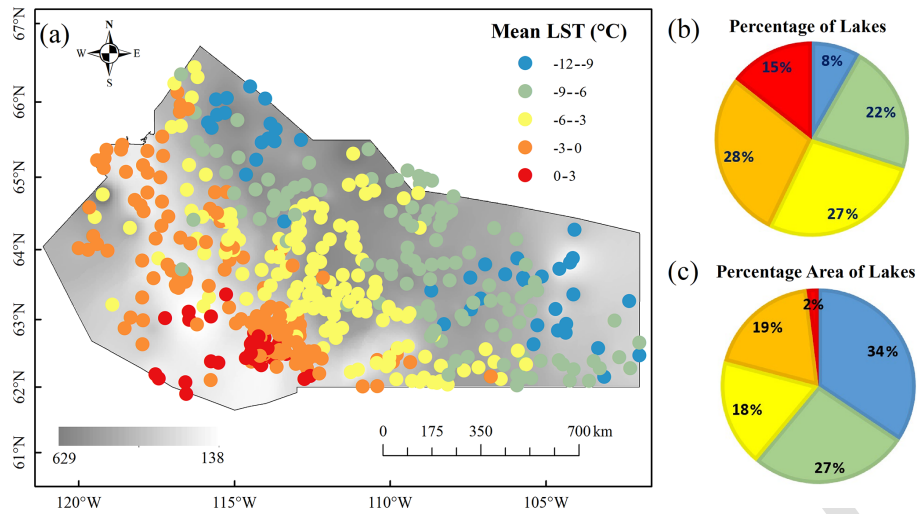 (a)
N
W E
S
67°N
66°N
65°N
64°N
63°N
62°N
61°N
Mean LST (°C)
-12--9
-9--6
-6--3
-3-0
0-3
629 138
0 175 350 700 km
120°W 115°W 110°W 105°W
(b)
Percentage of Lakes
15% 8%
22%
28%
27%
(c)
Percentage Area of Lakes
2%
19% 34%
18%
27%